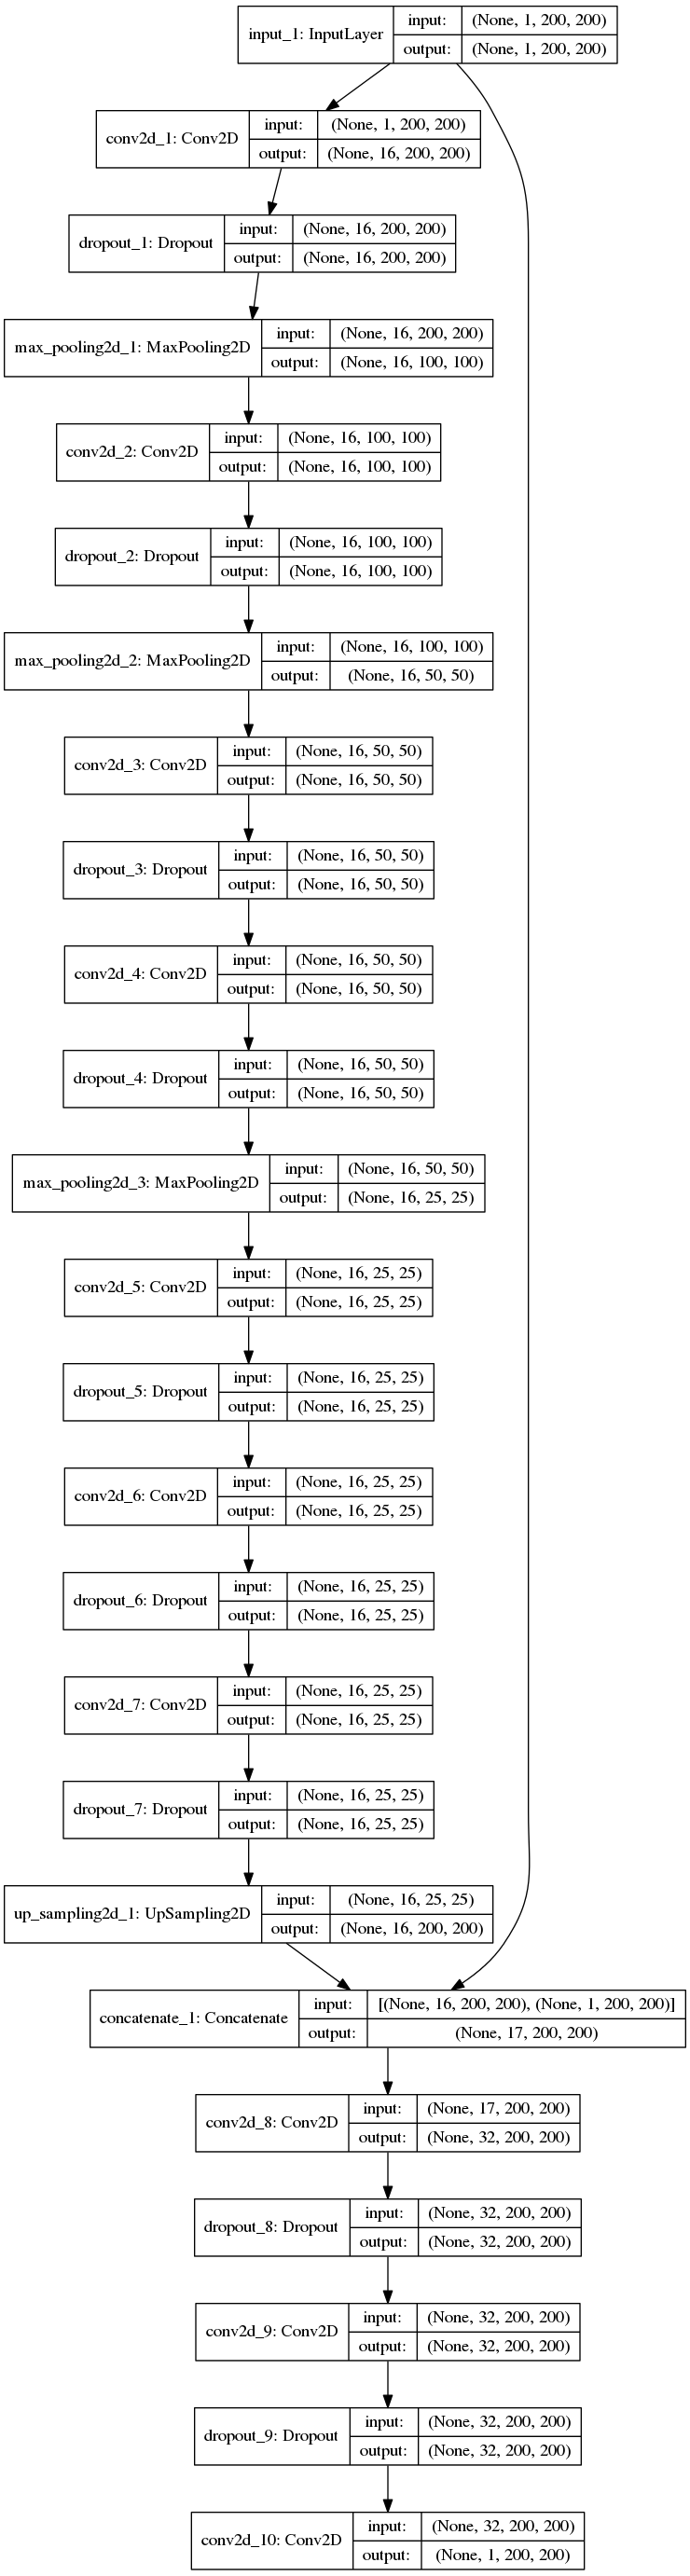 input_1: InputLayer
input: (None, 1, 200, 200)
output: (None, 1, 200, 200)
conv2d_1: Conv2D
input: (None, 1, 200, 200)
output: (None, 16, 200, 200)
dropout_1: Dropout
input: (None, 16, 200, 200)
output: (None, 16, 200, 200)
max_pooling2d_1: MaxPooling2D
input: (None, 16, 200, 200)
output: (None, 16, 100, 100)
conv2d_2: Conv2D
input: (None, 16, 100, 100)
output: (None, 16, 100, 100)
dropout_2: Dropout
input: (None, 16, 100, 100)
output: (None, 16, 100, 100)
max_pooling2d_2: MaxPooling2D
input: (None, 16, 100, 100)
output: (None, 16, 50, 50)
conv2d_3: Conv2D
input: (None, 16, 50, 50)
output: (None, 16, 50, 50)
dropout_3: Dropout
input: (None, 16, 50, 50)
output: (None, 16, 50, 50)
conv2d_4: Conv2D
input: (None, 16, 50, 50)
output: (None, 16, 50, 50)
dropout_4: Dropout
input: (None, 16, 50, 50)
output: (None, 16, 50, 50)
max_pooling2d_3: MaxPooling2D
input: (None, 16, 50, 50)
output: (None, 16, 25, 25)
conv2d_5: Conv2D
input: (None, 16, 25, 25)
output: (None, 16, 25, 25)
dropout_5: Dropout
input: (None, 16, 25, 25)
output: (None, 16, 25, 25)
conv2d_6: Conv2D
input: (None, 16, 25, 25)
output: (None, 16, 25, 25)
dropout_6: Dropout
input: (None, 16, 25, 25)
output: (None, 16, 25, 25)
conv2d_7: Conv2D
input: (None, 16, 25, 25)
output: (None, 16, 25, 25)
dropout_7: Dropout
input: (None, 16, 25, 25)
output: (None, 16, 25, 25)
up_sampling2d_1: UpSampling2D
input: (None, 16, 25, 25)
output: (None, 16, 200, 200)
concatenate_1: Concatenate
input: [(None, 16, 200, 200), (None, 1, 200, 200)]
output: (None, 17, 200, 200)
conv2d_8: Conv2D
input: (None, 17, 200, 200)
output: (None, 32, 200, 200)
dropout_8: Dropout
input: (None, 32, 200, 200)
output: (None, 32, 200, 200)
conv2d_9: Conv2D
input: (None, 32, 200, 200)
output: (None, 32, 200, 200)
dropout_9: Dropout
input: (None, 32, 200, 200)
output: (None, 32, 200, 200)
conv2d_10: Conv2D
input: (None, 32, 200, 200)
output: (None, 1, 200, 200)